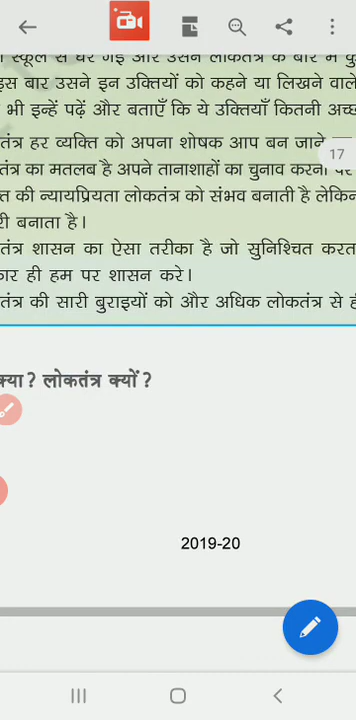 स्कूल से घर गई और उसने लोकतंत्र के बारे में
इस बार उसने इन उक्तियों को कहने या लिखने वाले
भी इन्हें पढ़ें और बताएँ कि ये उक्तियाँ कितनी अच्छ
तंत्र हर व्यक्ति को अपना शोषक आप बन जाने
17
तंत्र का मतलब है अपने तानाशाहों का चुनाव करना पर
की न्यायप्रियता लोकतंत्र को संभव बनाती है लेकिन
री बनाता है।
तंत्र शासन का ऐसा तरीका है जो सुनिश्चित करत
कार ही हम पर शासन करे।
तंत्र की सारी बुराइयों को और अधिक लोकतंत्र से ह
क्या? लोकतंत्र क्यों?
2019-20